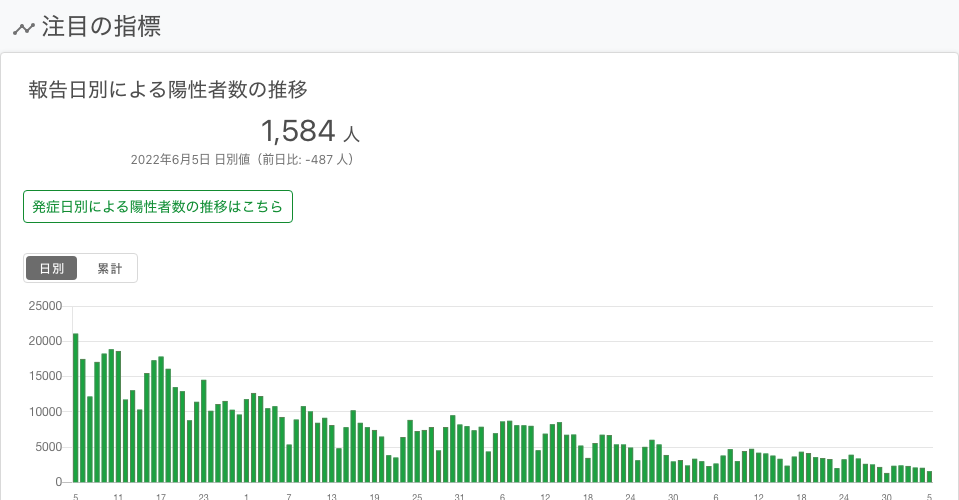 注目の指標
報告日別による陽性者数の推移
1,584 人
2022年6月5日 日別値（前日比: -487 人）
発症日別による陽性者数の推移はこちら
日別 累計
25000
20000
15000
10000
5000
0
5 11 17 23 1 7 13 19 25 31 6 12 18 24 30 6 12 18 24 30 5